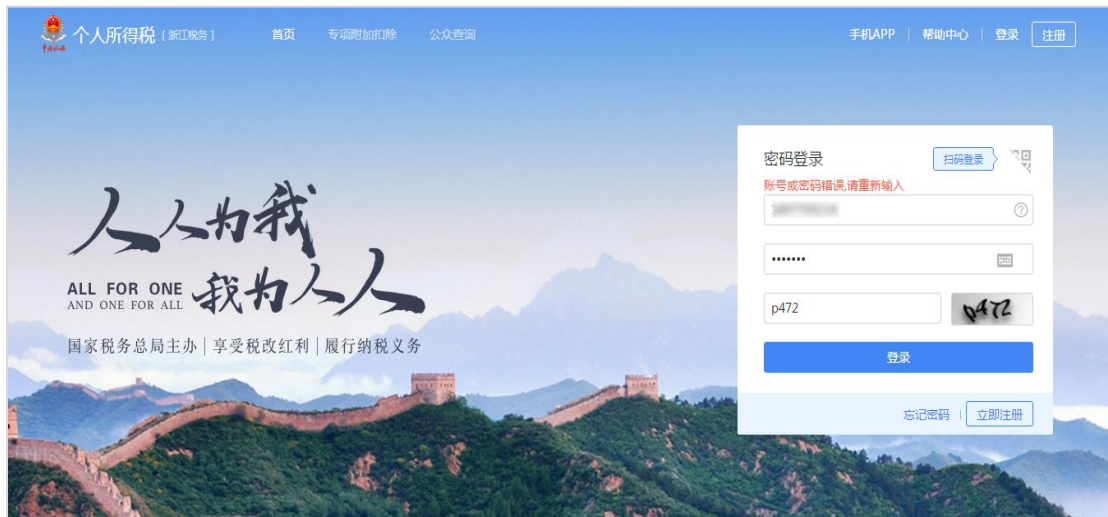 个人所得税 [ 浙江税务 ] 首页 专项附加扣除 公众查询 手机APP 帮助中心 登录 注册
密码登录 扫码登录
账号或密码错误,请重新输入
p472 p472
登录
忘记密码 立即注册
人人为我
ALL FOR ONE
AND ONE FOR ALL
我为人人
国家税务总局主办 | 享受税改红利 | 履行纳税义务